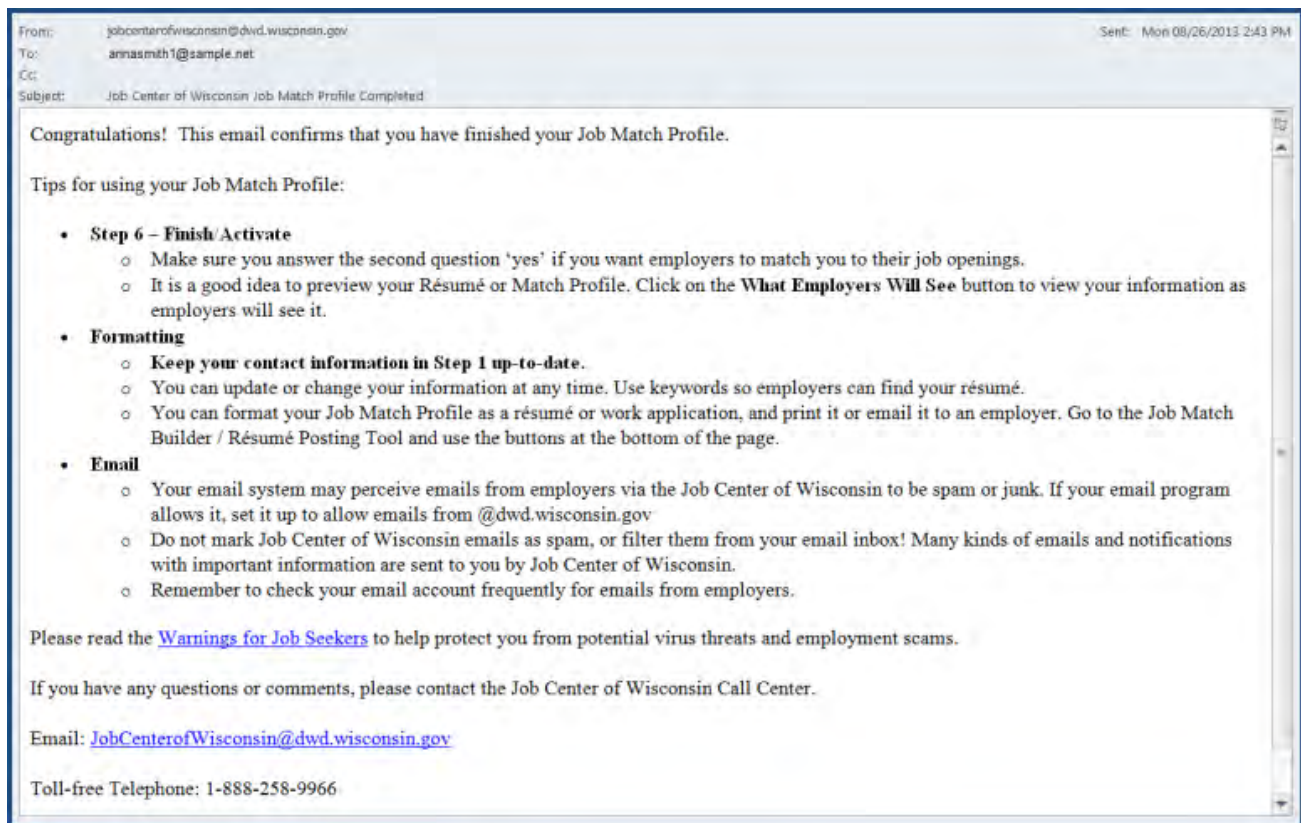 From: jobcenterofwisconsin@dwd.wisconsin.gov Sent: Mon 08/26/2013 2:43 PM
To: annasmith1@sample.net
Cc:
Subject: Job Center of Wisconsin Job Match Profile Completed
Congratulations! This email confirms that you have finished your Job Match Profile.
Tips for using your Job Match Profile:
• Step 6 – Finish/Activate
o Make sure you answer the second question ‘yes’ if you want employers to match you to their job openings.
o It is a good idea to preview your Résumé or Match Profile. Click on the What Employers Will See button to view your information as
employers will see it.
• Formatting
o Keep your contact information in Step 1 up-to-date.
o You can update or change your information at any time. Use keywords so employers can find your résumé.
o You can format your Job Match Profile as a résumé or work application, and print it or email it to an employer. Go to the Job Match
Builder / Résumé Posting Tool and use the buttons at the bottom of the page.
• Email
o Your email system may perceive emails from employers via the Job Center of Wisconsin to be spam or junk. If your email program
allows it, set it up to allow emails from @dwd.wisconsin.gov
o Do not mark Job Center of Wisconsin emails as spam, or filter them from your email inbox! Many kinds of emails and notifications
with important information are sent to you by Job Center of Wisconsin.
o Remember to check your email account frequently for emails from employers.
Please read the Warnings for Job Seekers to help protect you from potential virus threats and employment scams.
If you have any questions or comments, please contact the Job Center of Wisconsin Call Center.
Email: JobCenterofWisconsin@dwd.wisconsin.gov
Toll-free Telephone: 1-888-258-9966